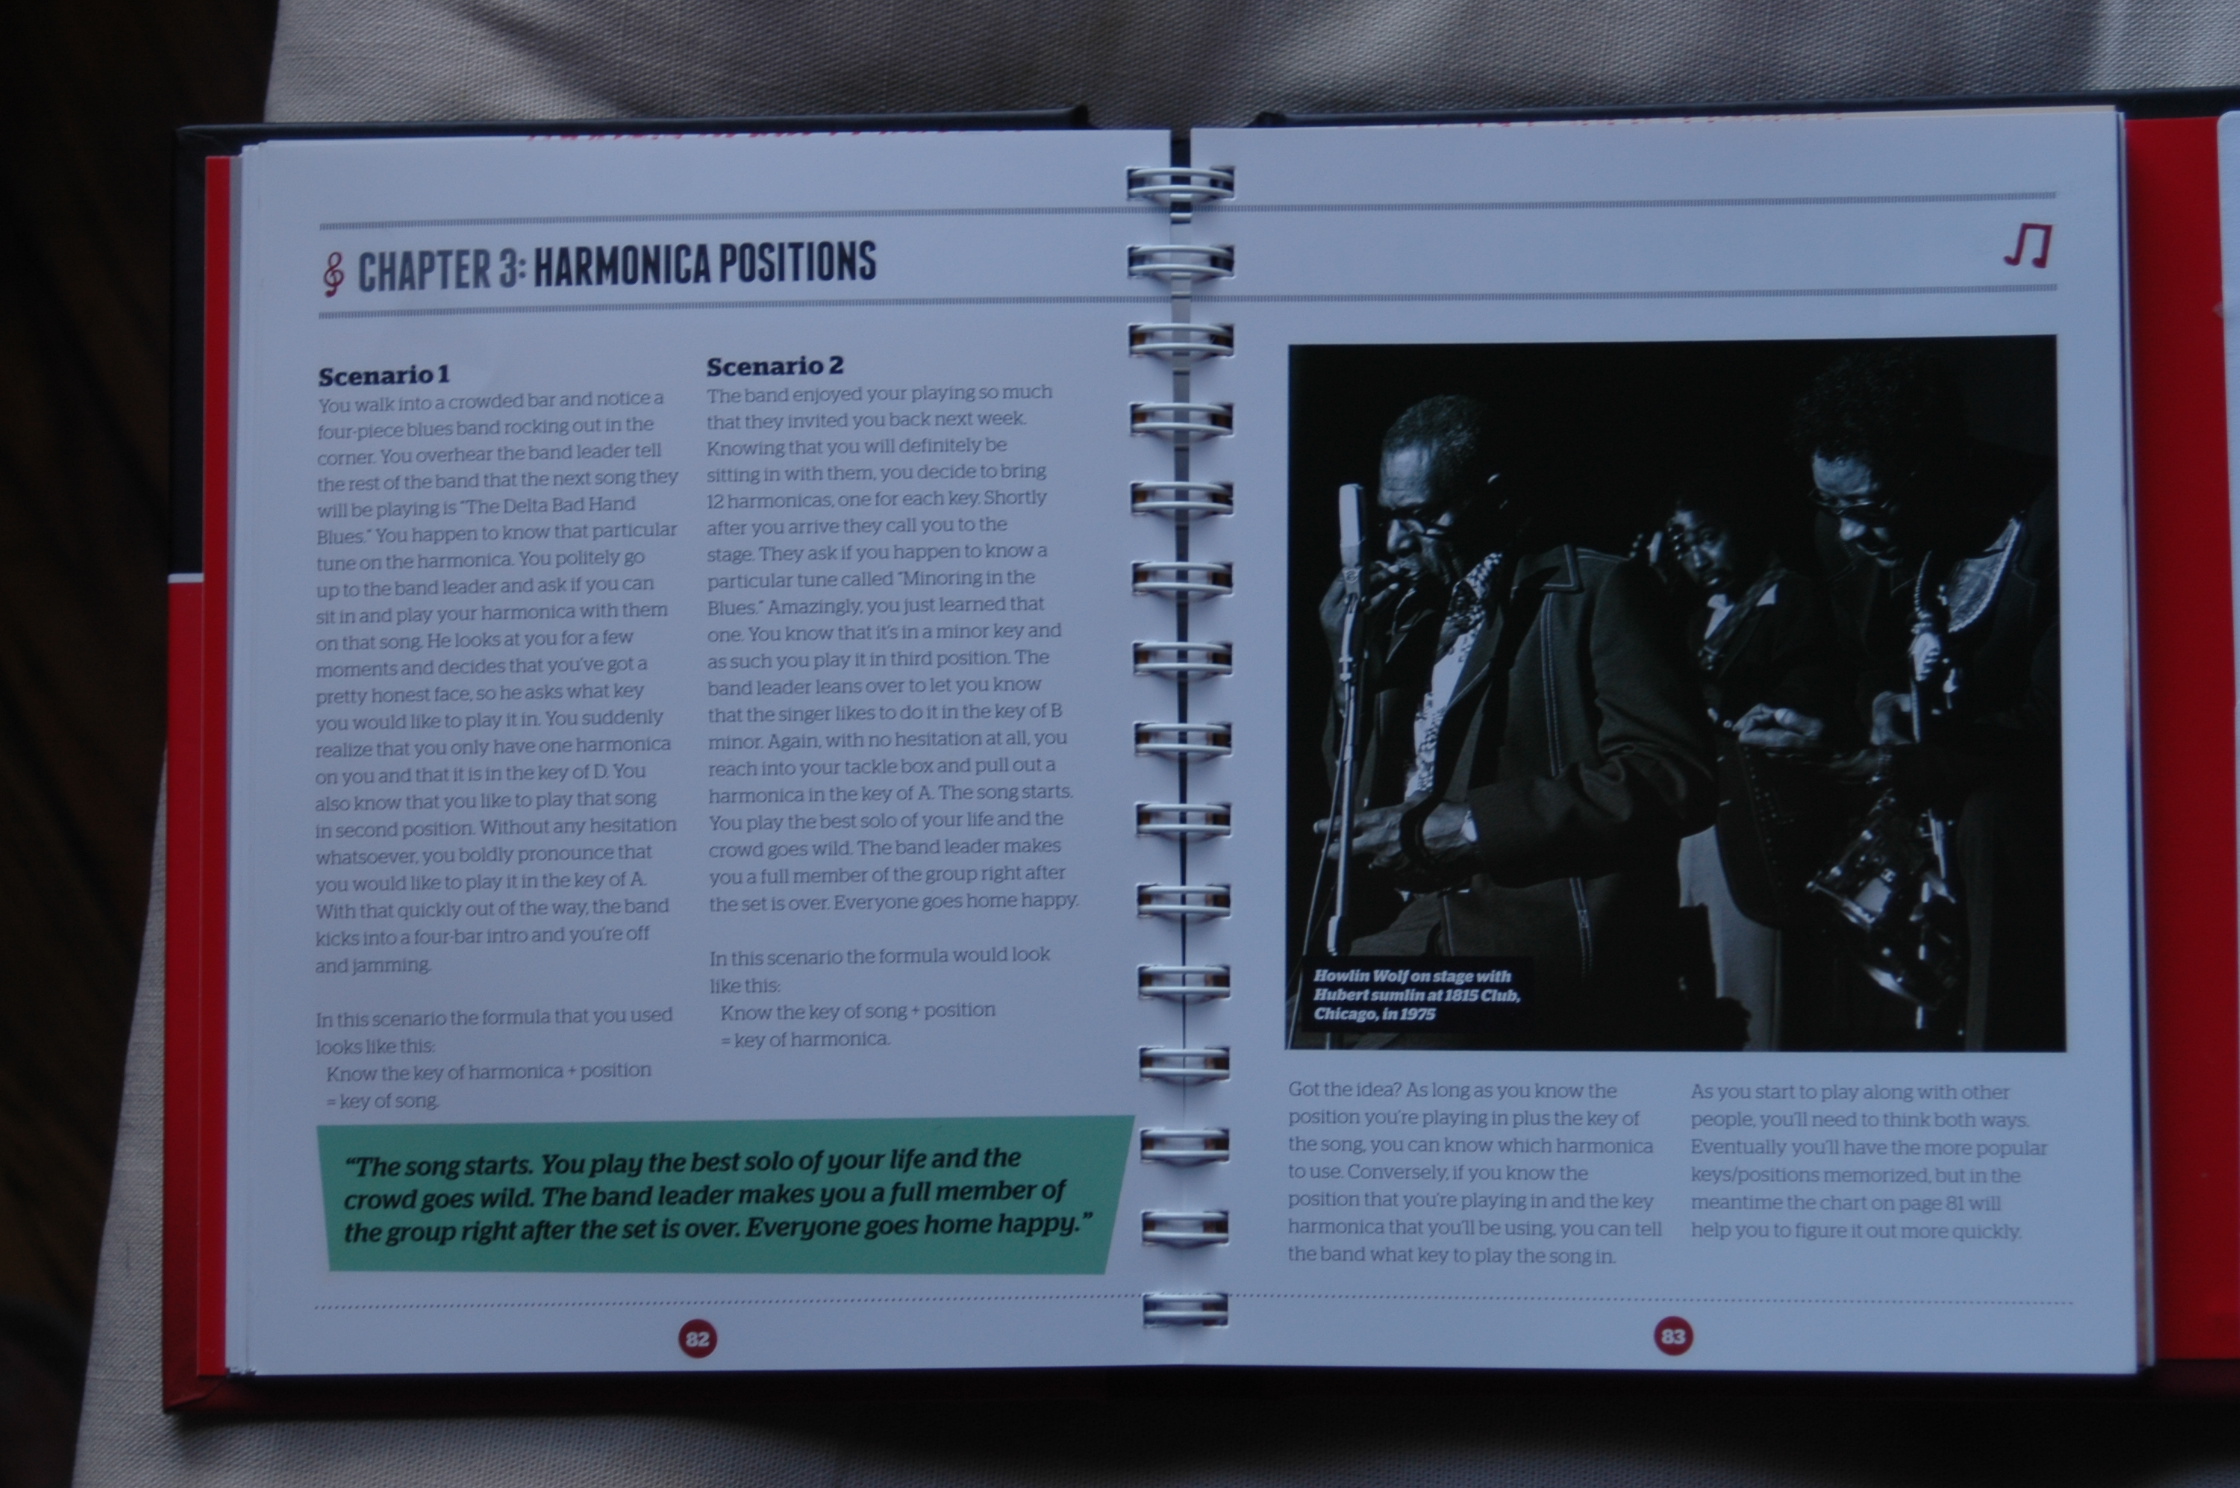 CHAPTER 3: HARMONICA POSITIONS
Scenario 1
You walk into a crowded bar and notice a
four-piece blues band rocking out in the
corner. You overhear the band leader tell
the rest of the band that the next song they
will be playing is "The Delta Bad Hand
Blues." You happen to know that particular
tune on the harmonica. You politely go
up to the band leader and ask if you can
sit in and play your harmonica with them
on that song. He looks at you for a few
moments and decides that you've got a
pretty honest face, so he asks what key
you would like to play it in. You suddenly
realize that you only have one harmonica
on you and that it is in the key of D. You
also know that you like to play that song
in second position. Without any hesitation
whatsoever, you boldly pronounce that
you would like to play it in the key of A.
With that quickly out of the way, the band
kicks into a four-bar intro and you're off
and jamming.
In this scenario the formula that you used
looks like this:
Know the key of harmonica + position
= key of song.
Scenario 2
The band enjoyed your playing so much
that they invited you back next week.
Knowing that you will definitely be
sitting in with them, you decide to bring
12 harmonicas, one for each key. Shortly
after you arrive they call you to the
stage. They ask if you happen to know a
particular tune called "Minoring in the
Blues." Amazingly, you just learned that
one. You know that it's in a minor key and
as such you play it in third position. The
band leader leans over to let you know
that the singer likes to do it in the key of B
minor. Again, with no hesitation at all, you
reach into your tackle box and pull out a
harmonica in the key of A. The song starts.
You play the best solo of your life and the
crowd goes wild. The band leader makes
you a full member of the group right after
the set is over. Everyone goes home happy.
In this scenario the formula would look
like this:
Know the key of song + position
= key of harmonica.
"The song starts. You play the best solo of your life and the
crowd goes wild. The band leader makes you a full member of
the group right after the set is over. Everyone goes home happy."
82
Howlin Wolf on stage with
Hubert sumlin at 1815 Club,
Chicago, in 1975
Got the idea? As long as you know the
position you're playing in plus the key of
the song, you can know which harmonica
to use. Conversely, if you know the
position that you're playing in and the key
harmonica that you'll be using, you can tell
the band what key to play the song in.
As you start to play along with other
people, you'll need to think both ways.
Eventually you'll have the more popular
keys/positions memorized, but in the
meantime the chart on page 81 will
help you to figure it out more quickly.
83